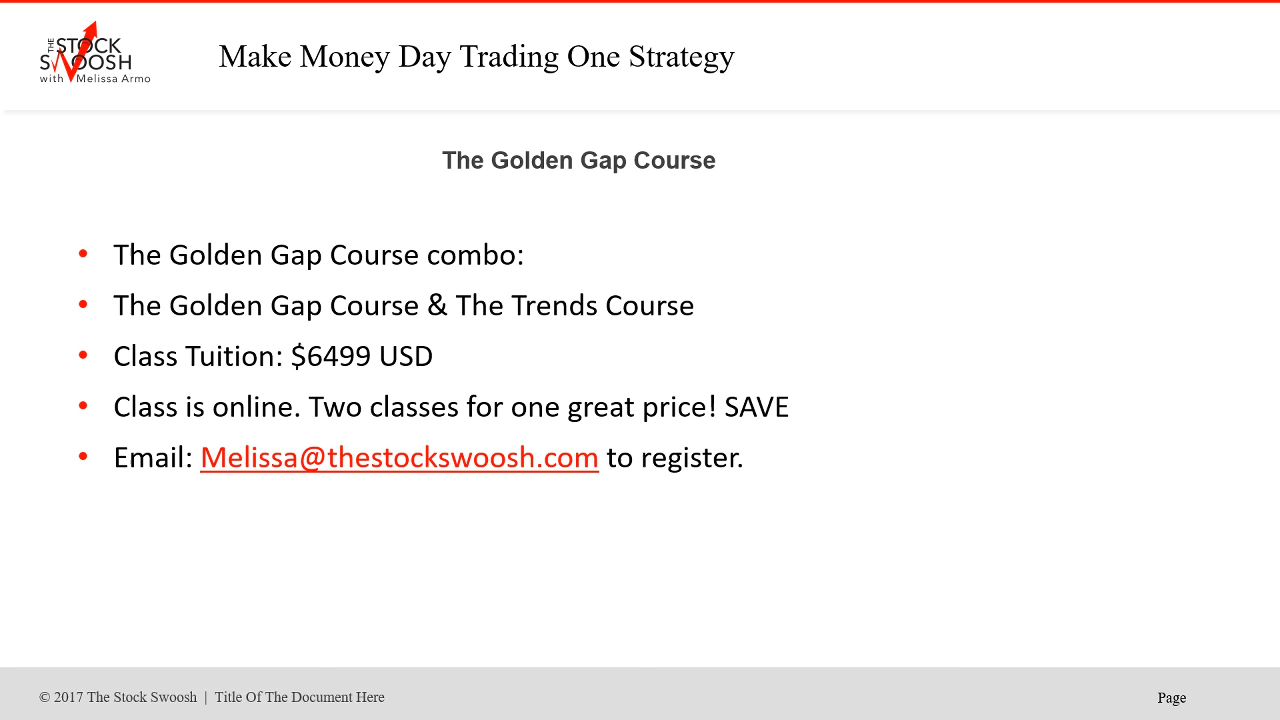 THE
STOCK
SWOOSH
with Melissa Armo
Make Money Day Trading One Strategy
The Golden Gap Course
• The Golden Gap Course combo:
• The Golden Gap Course & The Trends Course
• Class Tuition: $6499 USD
• Class is online. Two classes for one great price! SAVE
• Email: Melissa@thestockswoosh.com to register.
© 2017 The Stock Swoosh | Title Of The Document Here
Page